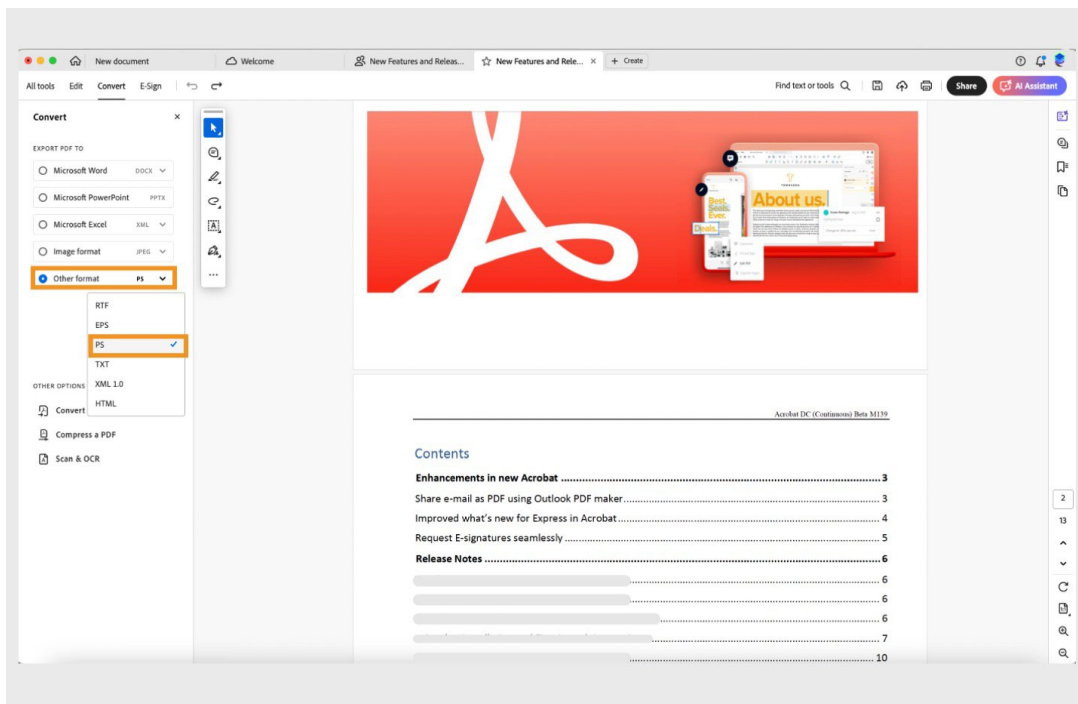 New document
Welcome
New Features and Releas...
New Features and Rele...
Create
All tools
Edit
Convert
E-Sign
Find text or tools
Share
AI Assistant
Convert
EXPORT PDF TO
Microsoft Word DOCX
Microsoft PowerPoint PPTX
Microsoft Excel XML
Image format JPEG
Other format PS
RTF
EPS
PS
TXT
XML 1.0
HTML
OTHER OPTIONS
Convert
Compress a PDF
Scan & OCR
Best.
Seats.
Ever.
Deals.
About us.
Acrobat DC (Continuous) Beta M139
Contents
Enhancements in new Acrobat ........ 3
Share e-mail as PDF using Outlook PDF maker........ 3
Improved what's new for Express in Acrobat........ 4
Request E-signatures seamlessly ........ 5
Release Notes ........ 6
........ 6
........ 6
........ 6
........ 7
........ 10
2
13